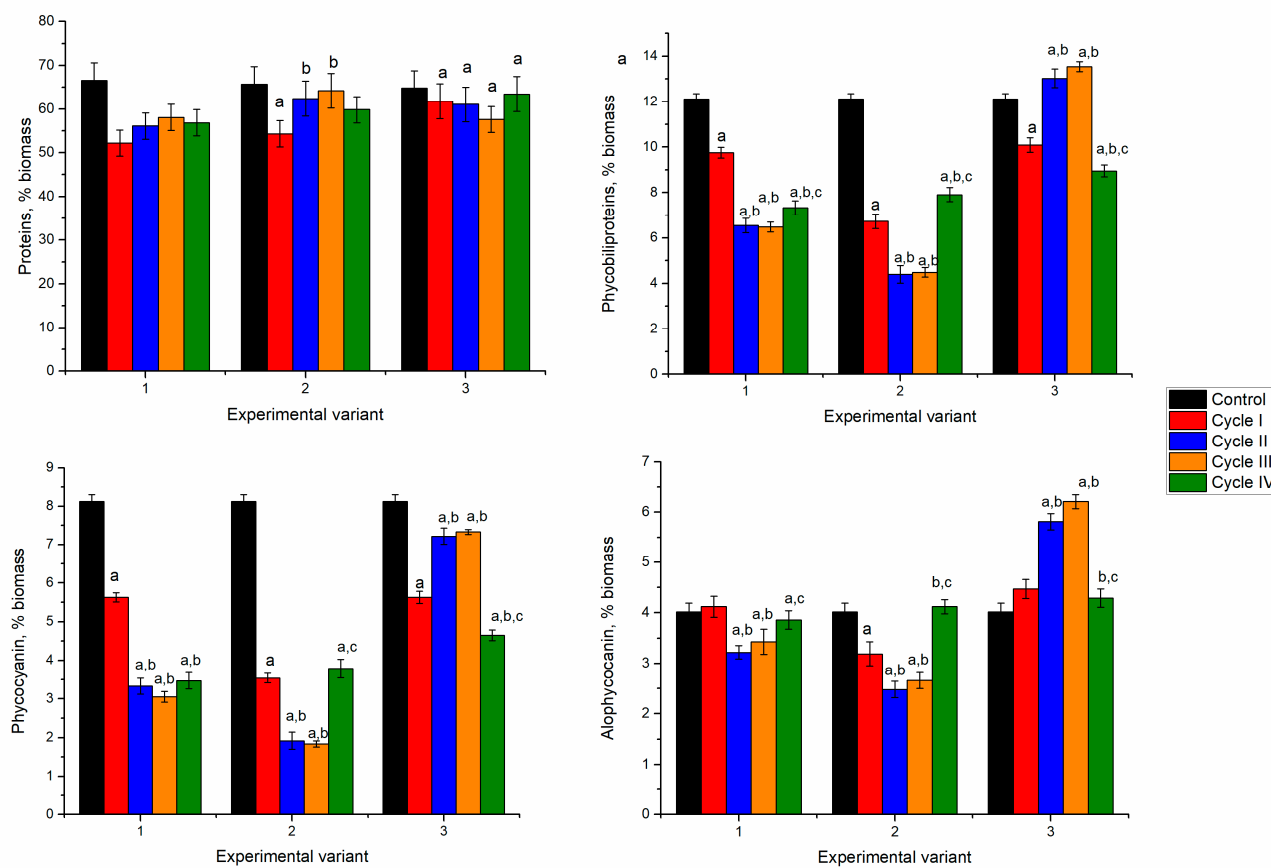 80
70
60
50
40
30
20
10
0
Proteins, % biomass
a
b
b
a
a
a
a
1
2
3
Experimental variant
a
14
12
10
8
6
4
2
0
Phycobiliproteins, % biomass
a
a,b
a,b
a,b,c
a
a,b
a,b
a,b,c
a
a,b
a,b
a,b,c
1
2
3
Experimental variant
Control
Cycle I
Cycle II
Cycle III
Cycle IV
9
8
7
6
5
4
3
2
1
0
Phycocyanin, % biomass
a
a,b
a,b
a,b
a
a,b
a,b
a,c
a
a,b
a,b
a,b,c
1
2
3
Experimental variant
7
6
5
4
3
2
1
0
Alophycocanin, % biomass
a,b
a,b
a,c
a
a,b
a,b
b,c
a,b
a,b
b,c
1
2
3
Experimental variant